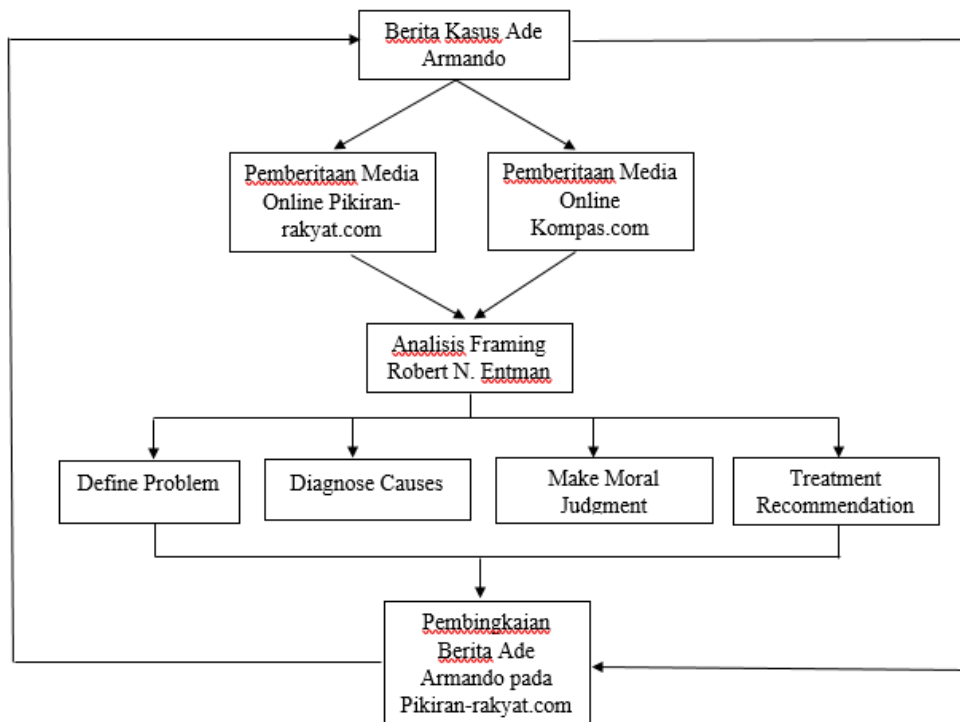 Berita Kasus Ade
Armando
Pemberitaan Media
Online Pikiran-
rakyat.com
Pemberitaan Media
Online
Kompas.com
Analisis Framing
Robert N. Entman
Define Problem
Diagnose Causes
Make Moral
Judgment
Treatment
Recommendation
Pembingkaian
Berita Ade
Armando pada
Pikiran-rakyat.com